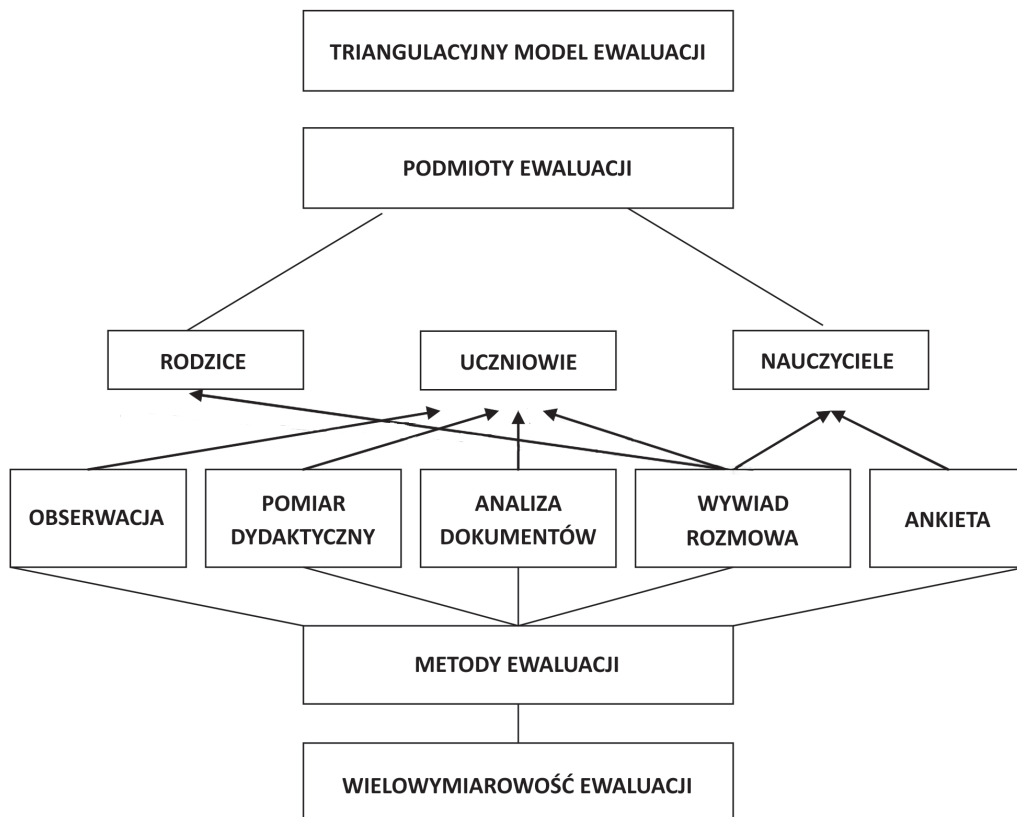 TRIANGULACYJNY MODEL EWALUACJI
PODMIOTY EWALUACJI
RODZICE
UCZNIOWIE
NAUCZYCIELE
OBSERWACJA
POMIAR
DYDAKTYCZNY
ANALIZA
DOKUMENTÓW
WYWIAD
ROZMOWA
ANKIETA
METODY EWALUACJI
WIELOWYMIAROWOŚĆ EWALUACJI